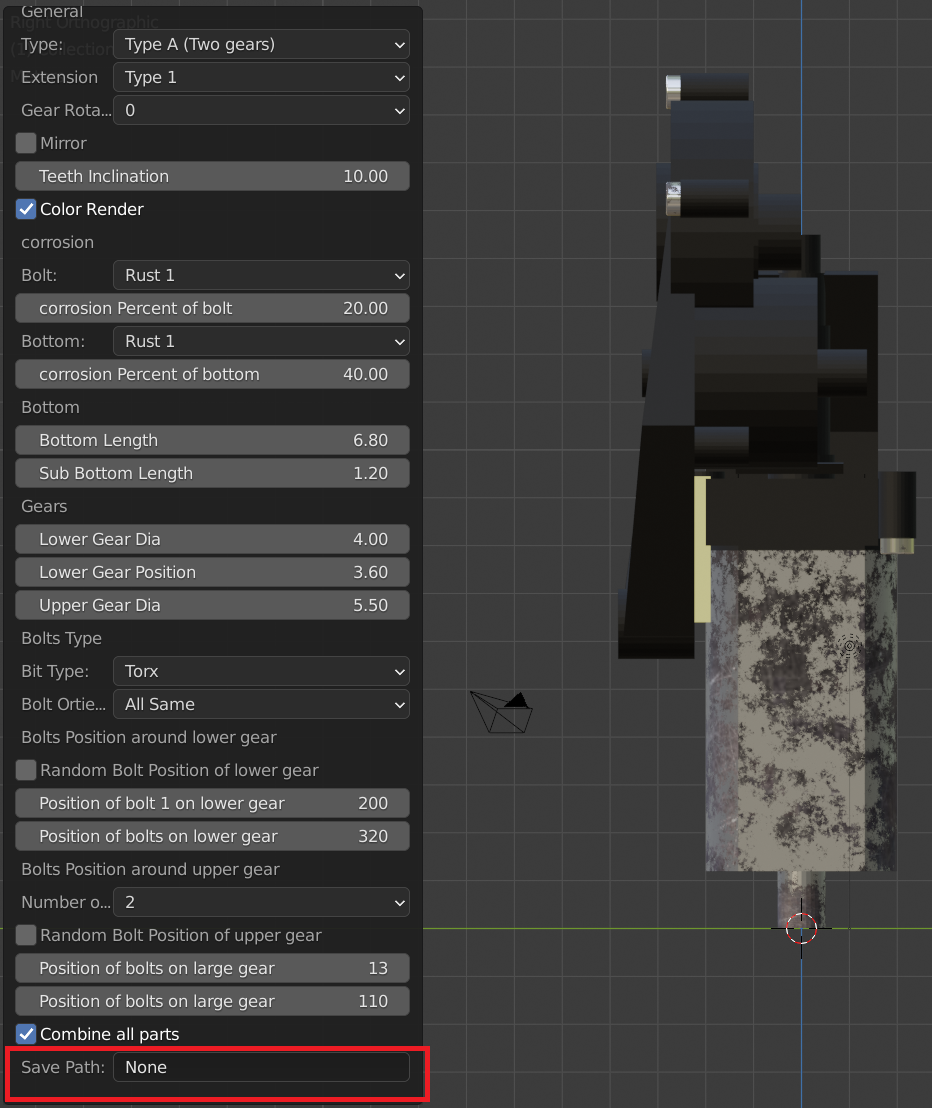 General
Right Orthographic
Type: Type A (Two gears)
Extension Type 1
Gear Rota... 0
Mirror
Teeth Inclination 10.00
Color Render
corrosion
Bolt: Rust 1
corrosion Percent of bolt 20.00
Bottom: Rust 1
corrosion Percent of bottom 40.00
Bottom
Bottom Length 6.80
Sub Bottom Length 1.20
Gears
Lower Gear Dia 4.00
Lower Gear Position 3.60
Upper Gear Dia 5.50
Bolts Type
Bit Type: Torx
Bolt Ortie... All Same
Bolts Position around lower gear
Random Bolt Position of lower gear
Position of bolt 1 on lower gear 200
Position of bolts on lower gear 320
Bolts Position around upper gear
Number o... 2
Random Bolt Position of upper gear
Position of bolts on large gear 13
Position of bolts on large gear 110
Combine all parts
Save Path: None